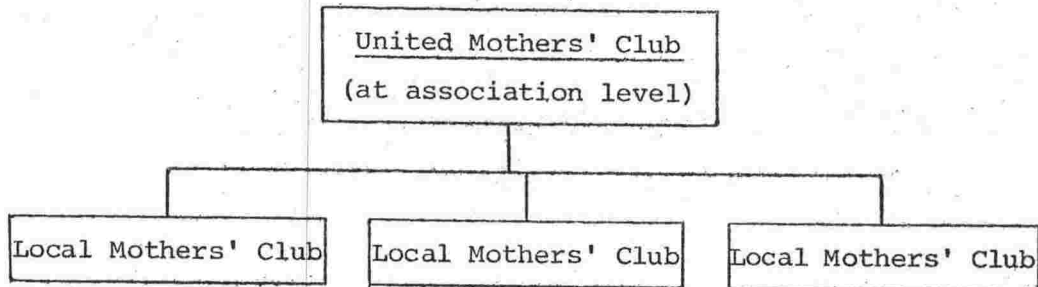 United Mothers' Club
(at association level)
Local Mothers' Club
Local Mothers' Club
Local Mothers' Club